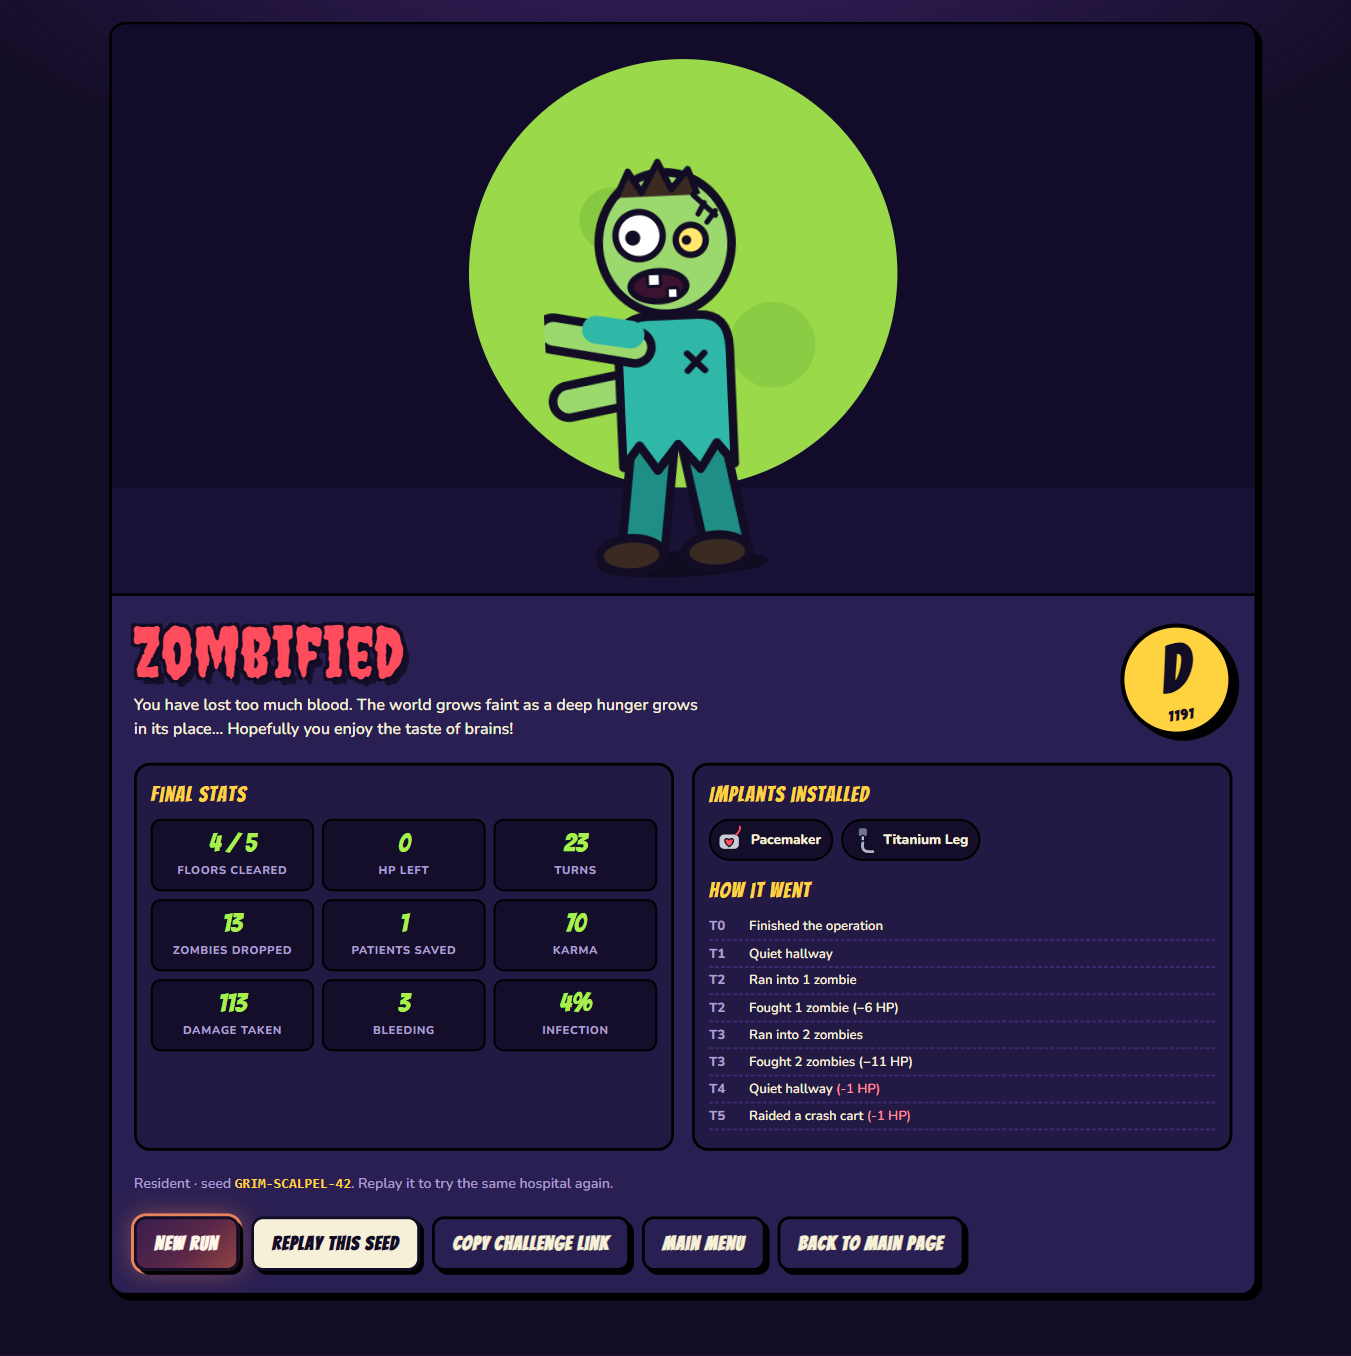 ZOMBIFIED
You have lost too much blood. The world grows faint as a deep hunger grows
in its place... Hopefully you enjoy the taste of brains!
D
1191
FINAL STATS
4 / 5
FLOORS CLEARED
0
HP LEFT
23
TURNS
13
ZOMBIES DROPPED
1
PATIENTS SAVED
70
KARMA
113
DAMAGE TAKEN
3
BLEEDING
4%
INFECTION
IMPLANTS INSTALLED
Pacemaker
Titanium Leg
HOW IT WENT
T0 Finished the operation
T1 Quiet hallway
T2 Ran into 1 zombie
T2 Fought 1 zombie (−6 HP)
T3 Ran into 2 zombies
T3 Fought 2 zombies (−11 HP)
T4 Quiet hallway (-1 HP)
T5 Raided a crash cart (-1 HP)
Resident · seed GRIM-SCALPEL-42. Replay it to try the same hospital again.
NEW RUN
REPLAY THIS SEED
COPY CHALLENGE LINK
MAIN MENU
BACK TO MAIN PAGE